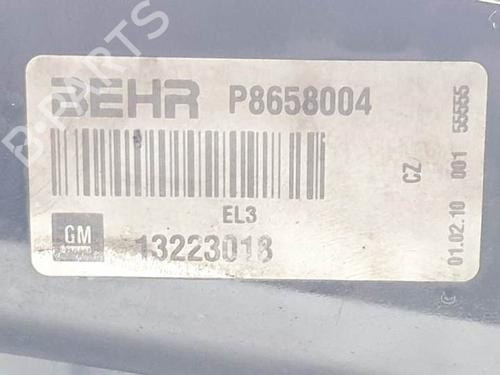 BEHR P8658004
EL3
GM
13223018
CZ
01.02.10 001 55555
B-PARTS